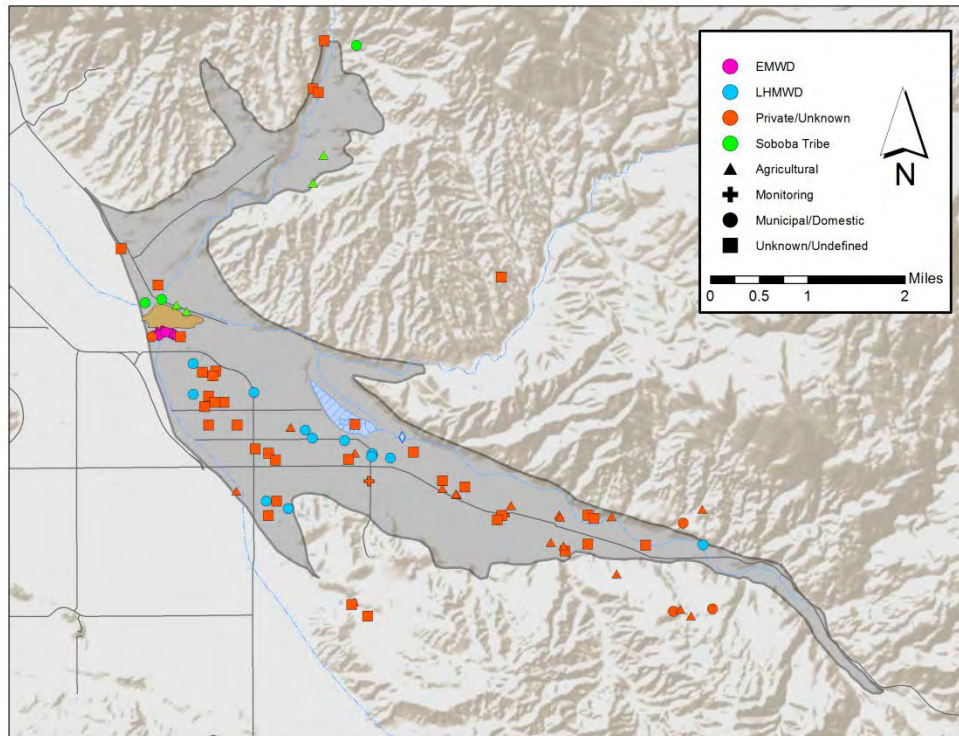 EMWD
LHMWD
Private/Unknown
Soboba Tribe
Agricultural
Monitoring
Municipal/Domestic
Unknown/Undefined
N
Miles
0 0.5 1 2